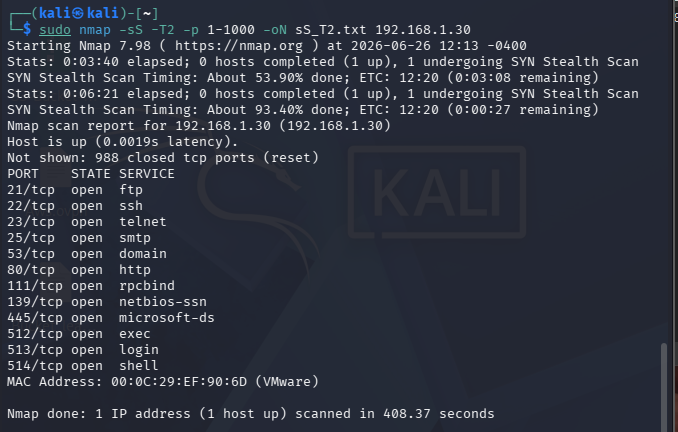 ┌──(kali㉿kali)-[~]
└─$ sudo nmap -sS -T2 -p 1-1000 -oN sS_T2.txt 192.168.1.30
Starting Nmap 7.98 ( https://nmap.org ) at 2026-06-26 12:13 -0400
Stats: 0:03:40 elapsed; 0 hosts completed (1 up), 1 undergoing SYN Stealth Scan
SYN Stealth Scan Timing: About 53.90% done; ETC: 12:20 (0:03:08 remaining)
Stats: 0:06:21 elapsed; 0 hosts completed (1 up), 1 undergoing SYN Stealth Scan
SYN Stealth Scan Timing: About 93.40% done; ETC: 12:20 (0:00:27 remaining)
Nmap scan report for 192.168.1.30 (192.168.1.30)
Host is up (0.0019s latency).
Not shown: 988 closed tcp ports (reset)
PORT    STATE SERVICE
21/tcp  open  ftp
22/tcp  open  ssh
23/tcp  open  telnet
25/tcp  open  smtp
53/tcp  open  domain
80/tcp  open  http
111/tcp open  rpcbind
139/tcp open  netbios-ssn
445/tcp open  microsoft-ds
512/tcp open  exec
513/tcp open  login
514/tcp open  shell
MAC Address: 00:0C:29:EF:90:6D (VMware)

Nmap done: 1 IP address (1 host up) scanned in 408.37 seconds
KALI